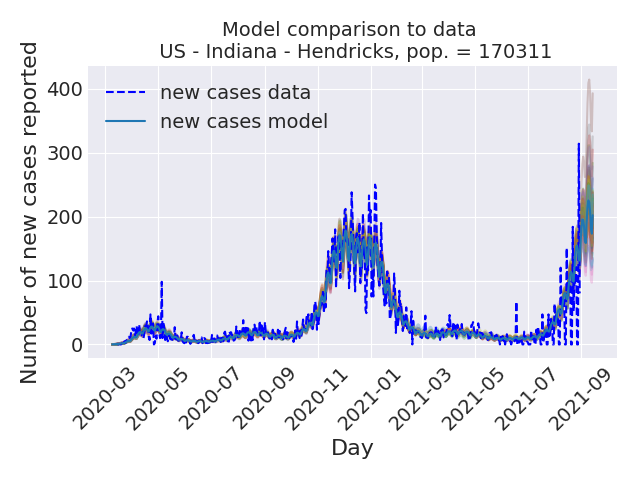 Model comparison to data
US - Indiana - Hendricks, pop. = 170311
new cases data
new cases model
Number of new cases reported
400
300
200
100
0
2020-03
2020-05
2020-07
2020-09
2020-11
2021-01
2021-03
2021-05
2021-07
2021-09
Day